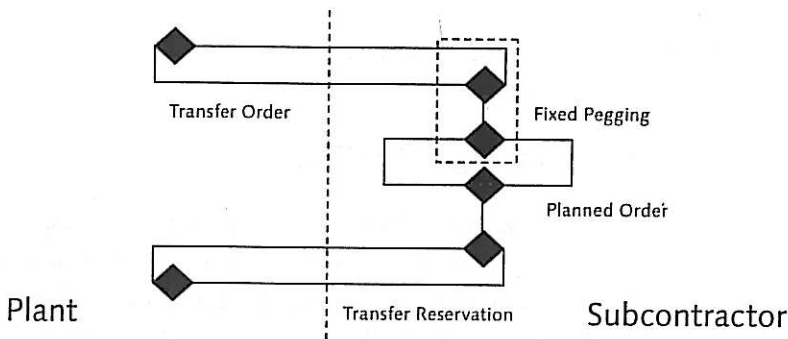 Transfer Order
Fixed Pegging
Planned Order
Plant
Transfer Reservation
Subcontractor